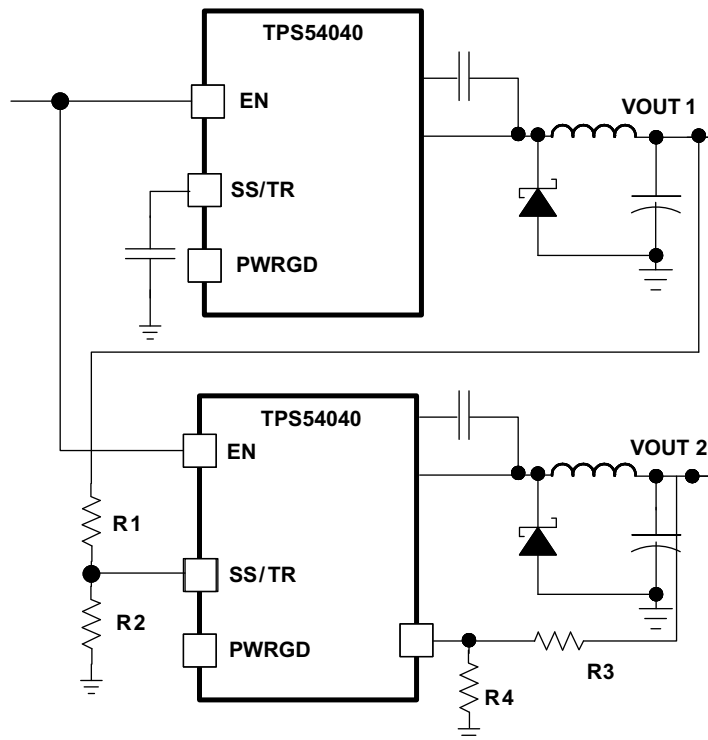 TPS54040
EN
VOUT 1
SS/TR
PWRGD
TPS54040
EN
VOUT 2
R1
SS/TR
R2
PWRGD
R3
R4